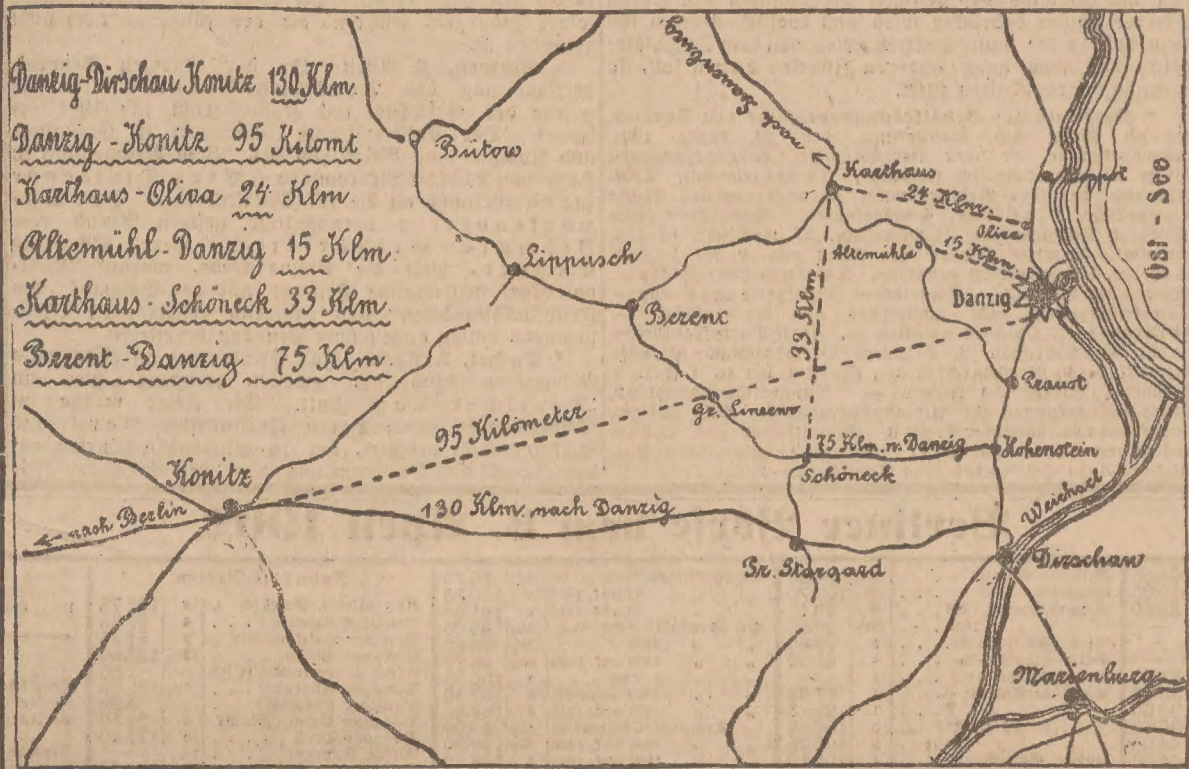 Danzig-Dirschau Konitz 130 Klm.
Danzig - Konitz 95 Kilomt
Karthaus-Oliva 24 Klm
Altemühl-Danzig 15 Klm
Karthaus-Schöneck 33 Klm
Berent-Danzig 75 Klm
nach Lauenburg
Bütow
Karthaus
24 Klm.
Zoppot
Oliva
Ost-See
Altemühle
15 Klm.
Lippusch
Danzig
Berent
33 Klm
Gr. Liniewo
Praust
95 Kilometer
75 Klm. n. Danzig
Hohenstein
Schöneck
Konitz
Weichsel
130 Klm. nach Danzig
nach Berlin
Pr. Stargard
Dirschau
Marienburg